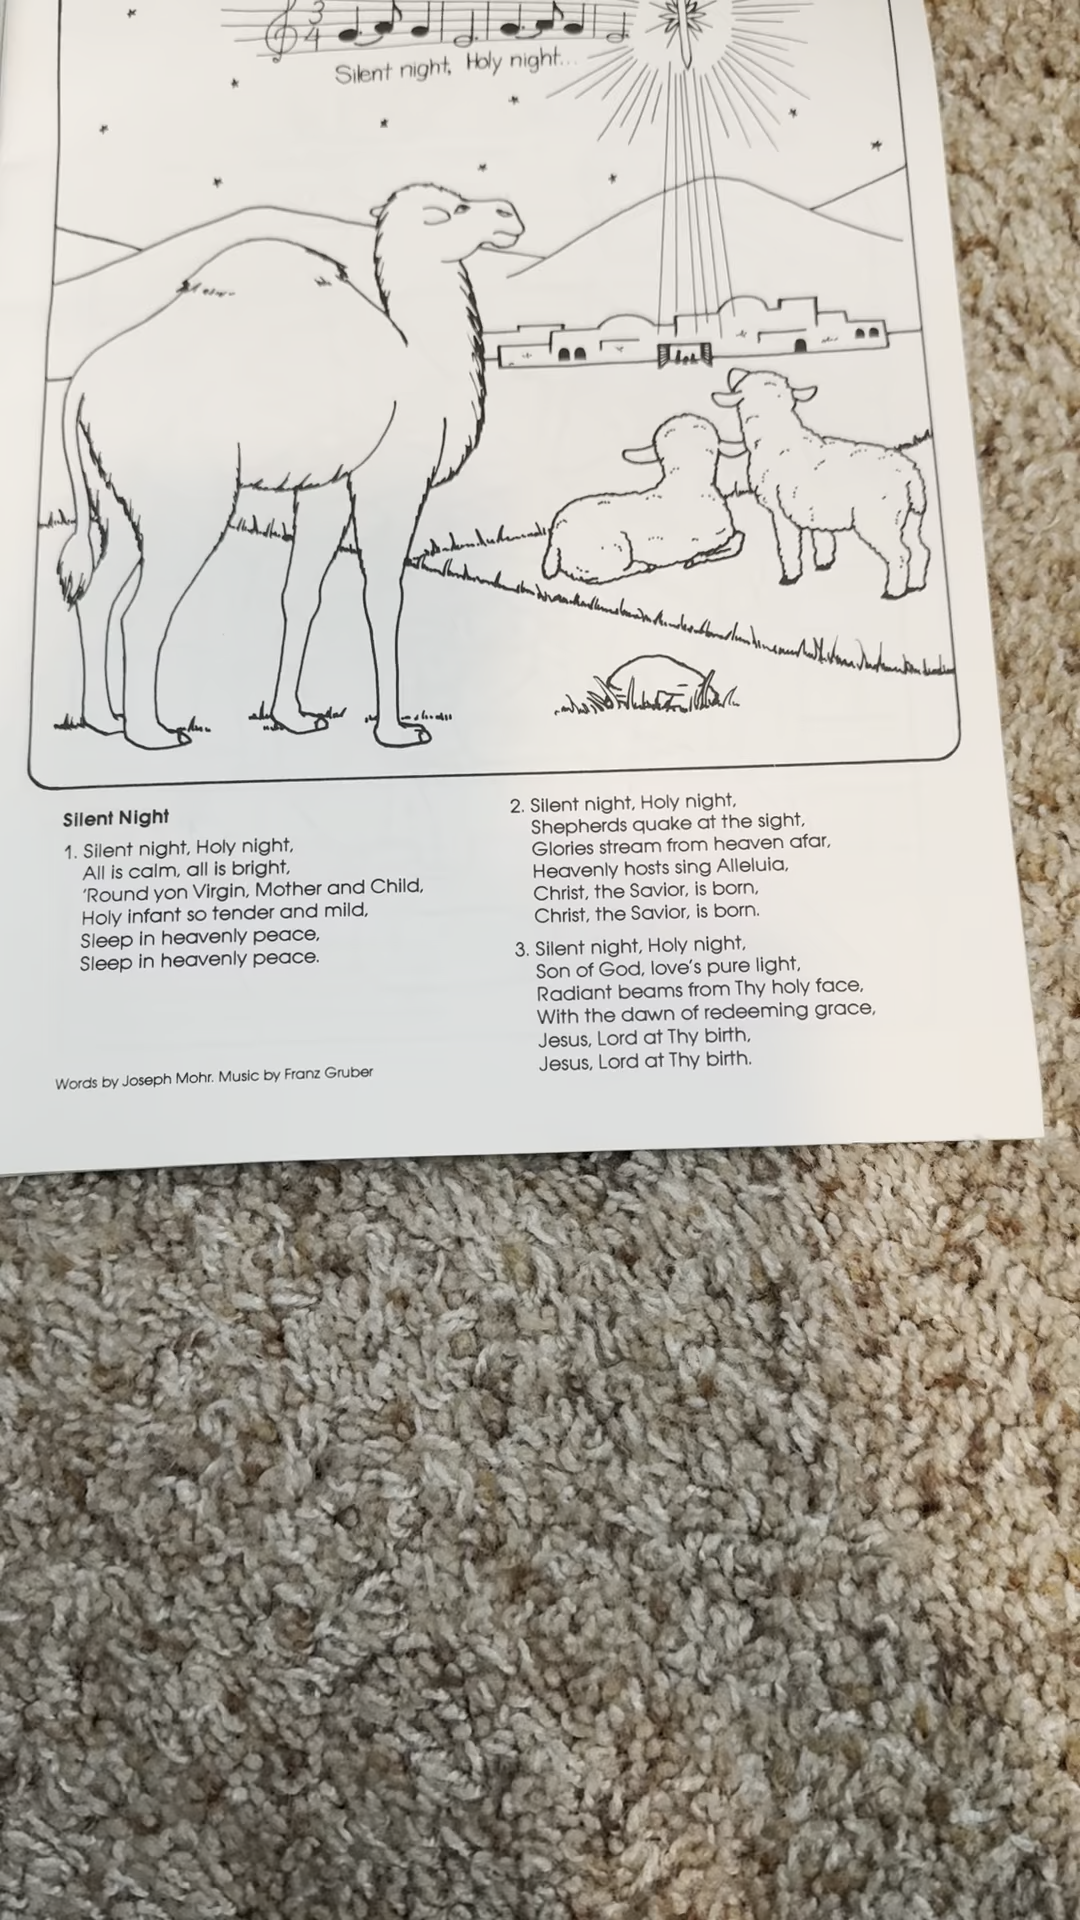 3
4
Silent night, Holy night...
Silent Night
1. Silent night, Holy night,
All is calm, all is bright,
'Round yon Virgin, Mother and Child,
Holy infant so tender and mild,
Sleep in heavenly peace,
Sleep in heavenly peace.
Words by Joseph Mohr. Music by Franz Gruber
2. Silent night, Holy night,
Shepherds quake at the sight,
Glories stream from heaven afar,
Heavenly hosts sing Alleluia,
Christ, the Savior, is born,
Christ, the Savior, is born.
3. Silent night, Holy night,
Son of God, love's pure light,
Radiant beams from Thy holy face,
With the dawn of redeeming grace,
Jesus, Lord at Thy birth,
Jesus, Lord at Thy birth.